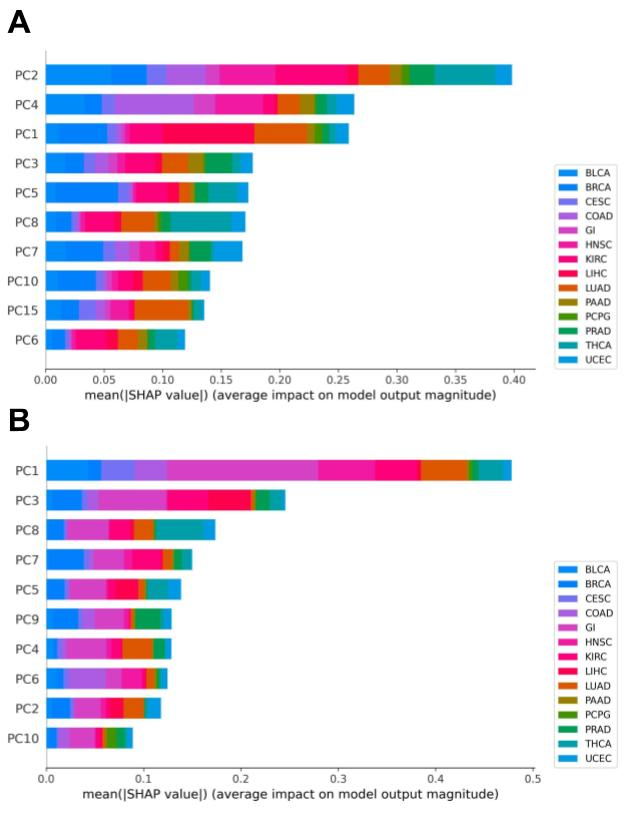 A
PC2
PC4
PC1
PC3
PC5
PC8
PC7
PC10
PC15
PC6
0.00 0.05 0.10 0.15 0.20 0.25 0.30 0.35 0.40
mean(|SHAP value|) (average impact on model output magnitude)
BLCA
BRCA
CESC
COAD
GI
HNSC
KIRC
LIHC
LUAD
PAAD
PCPG
PRAD
THCA
UCEC
B
PC1
PC3
PC8
PC7
PC5
PC9
PC4
PC6
PC2
PC10
0.0 0.1 0.2 0.3 0.4 0.5
mean(|SHAP value|) (average impact on model output magnitude)
BLCA
BRCA
CESC
COAD
GI
HNSC
KIRC
LIHC
LUAD
PAAD
PCPG
PRAD
THCA
UCEC